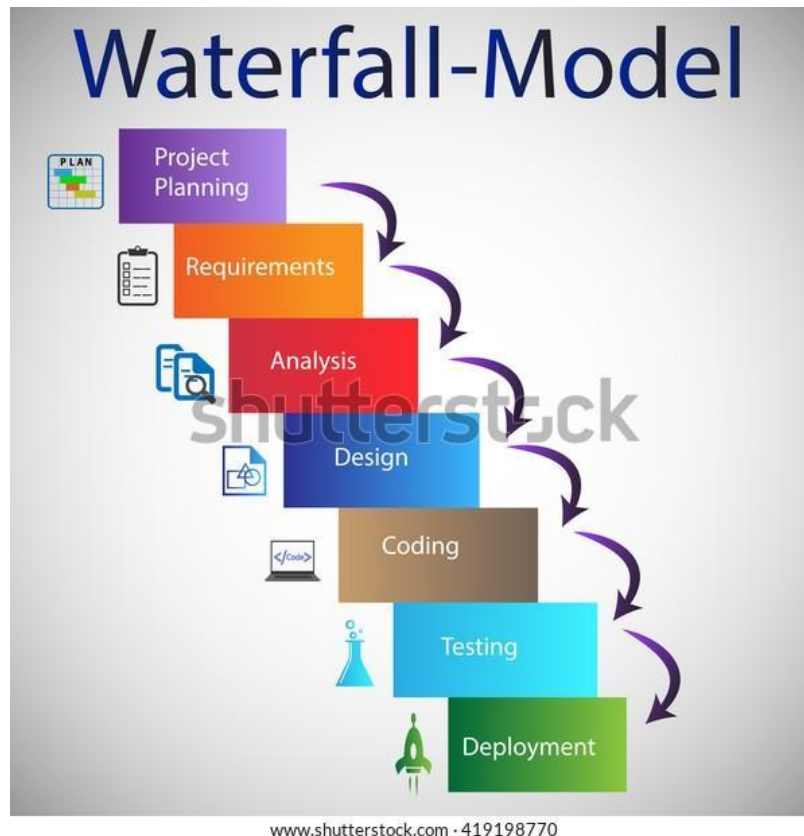 Waterfall-Model
PLAN
Project
Planning
Requirements
Analysis
shutterstock
Design
</Code>
Coding
Testing
Deployment
www.shutterstock.com · 419198770